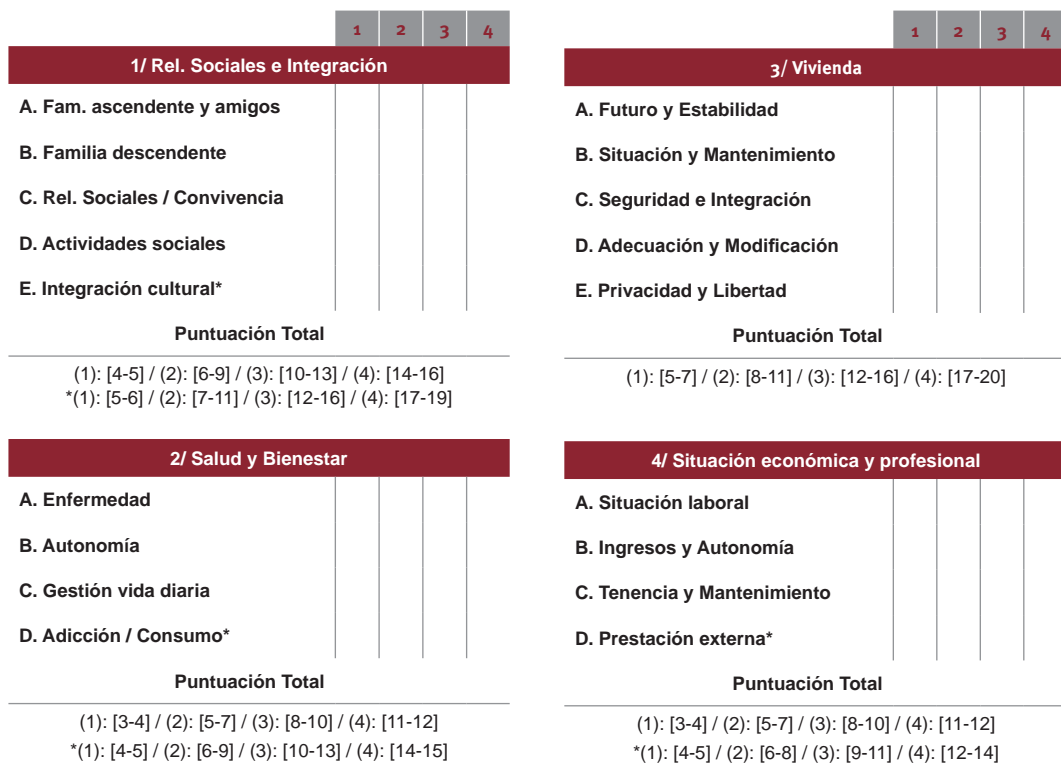 1 2 3 4
1/ Rel. Sociales e Integración
A. Fam. ascendente y amigos
B. Familia descendente
C. Rel. Sociales / Convivencia
D. Actividades sociales
E. Integración cultural*
Puntuación Total
(1): [4-5] / (2): [6-9] / (3): [10-13] / (4): [14-16]
*(1): [5-6] / (2): [7-11] / (3): [12-16] / (4): [17-19]
2/ Salud y Bienestar
A. Enfermedad
B. Autonomía
C. Gestión vida diaria
D. Adicción / Consumo*
Puntuación Total
(1): [3-4] / (2): [5-7] / (3): [8-10] / (4): [11-12]
*(1): [4-5] / (2): [6-9] / (3): [10-13] / (4): [14-15]
1 2 3 4
3/ Vivienda
A. Futuro y Estabilidad
B. Situación y Mantenimiento
C. Seguridad e Integración
D. Adecuación y Modificación
E. Privacidad y Libertad
Puntuación Total
(1): [5-7] / (2): [8-11] / (3): [12-16] / (4): [17-20]
4/ Situación económica y profesional
A. Situación laboral
B. Ingresos y Autonomía
C. Tenencia y Mantenimiento
D. Prestación externa*
Puntuación Total
(1): [3-4] / (2): [5-7] / (3): [8-10] / (4): [11-12]
*(1): [4-5] / (2): [6-8] / (3): [9-11] / (4): [12-14]